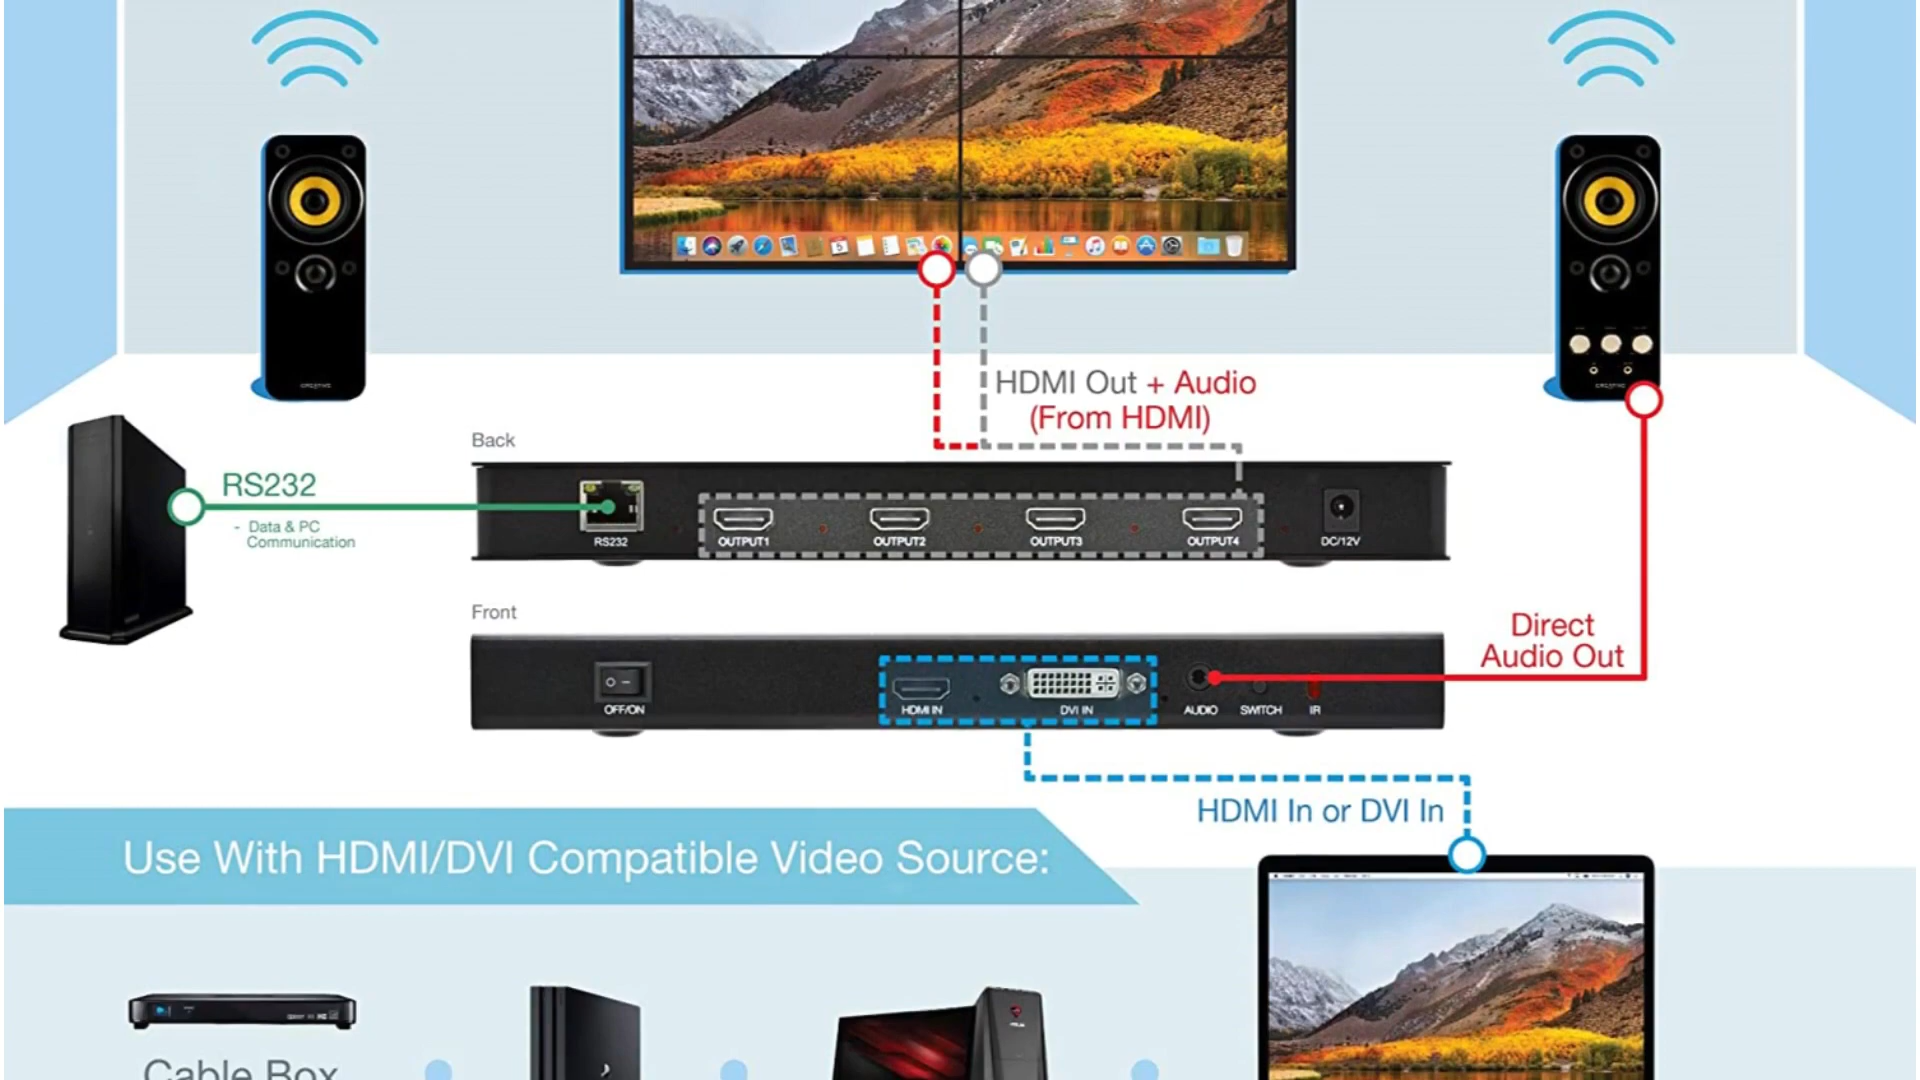 CREATIVE
CREATIVE
HDMI Out + Audio
(From HDMI)
Back
RS232
- Data & PC
Communication
RS232
OUTPUT1
OUTPUT2
OUTPUT3
OUTPUT4
DC/12V
Front
Direct
Audio Out
OFF/ON
HDMI IN
DVI IN
AUDIO
SWITCH
IR
HDMI In or DVI In
Use With HDMI/DVI Compatible Video Source:
Cable Box